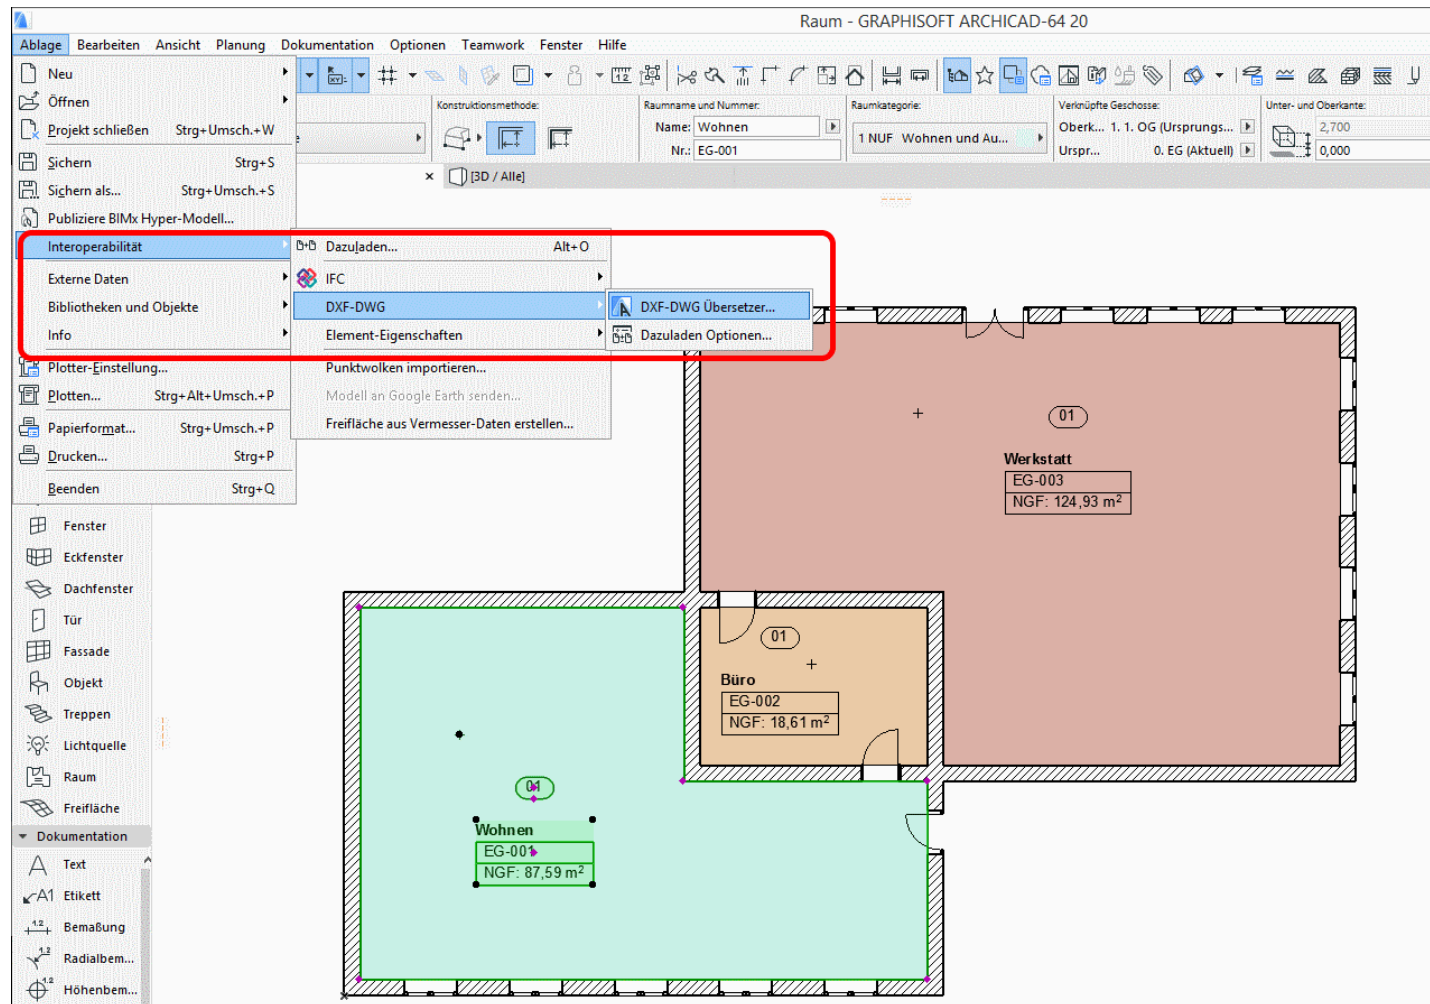 Raum - GRAPHISOFT ARCHICAD-64 20
Ablage Bearbeiten Ansicht Planung Dokumentation Optionen Teamwork Fenster Hilfe
Neu
Öffnen
Projekt schließen Strg+Umsch.+W
Sichern Strg+S
Sichern als... Strg+Umsch.+S
Publiziere BIMx Hyper-Modell...
Interoperabilität
Externe Daten
Bibliotheken und Objekte
Info
Plotter-Einstellung...
Plotten... Strg+Alt+Umsch.+P
Papierformat... Strg+Umsch.+P
Drucken... Strg+P
Beenden Strg+Q
Konstruktionsmethode:
Raumname und Nummer:
Name: Wohnen
Nr.: EG-001
Raumkategorie:
1 NUF Wohnen und Au...
Verknüpfte Geschosse:
Oberk... 1. 1. OG (Ursprungs...
Urspr... 0. EG (Aktuell)
Unter- und Oberkante:
2,700
0,000
[3D / Alle]
Dazuladen... Alt+O
IFC
DXF-DWG
Element-Eigenschaften
Punktwolken importieren...
Modell an Google Earth senden...
Freifläche aus Vermesser-Daten erstellen...
DXF-DWG Übersetzer...
Dazuladen Optionen...
Fenster
Eckfenster
Dachfenster
Tür
Fassade
Objekt
Treppen
Lichtquelle
Raum
Freifläche
Dokumentation
Text
Etikett
Bemaßung
Radialbem...
Höhenbem...
01
Werkstatt
EG-003
NGF: 124,93 m²
01
Büro
EG-002
NGF: 18,61 m²
01
Wohnen
EG-001
NGF: 87,59 m²